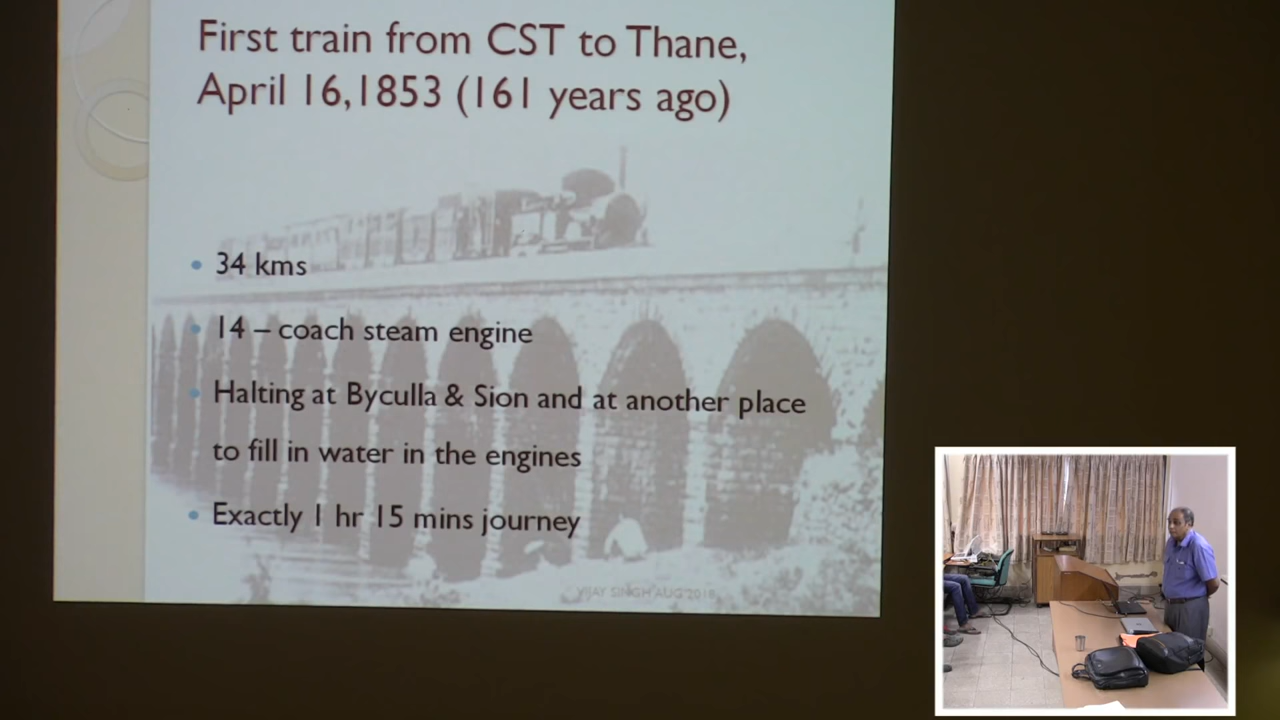 First train from CST to Thane,
April 16,1853 (161 years ago)
• 34 kms
• 14 – coach steam engine
• Halting at Byculla & Sion and at another place
to fill in water in the engines
• Exactly 1 hr 15 mins journey
VIJAY SINGH AUG